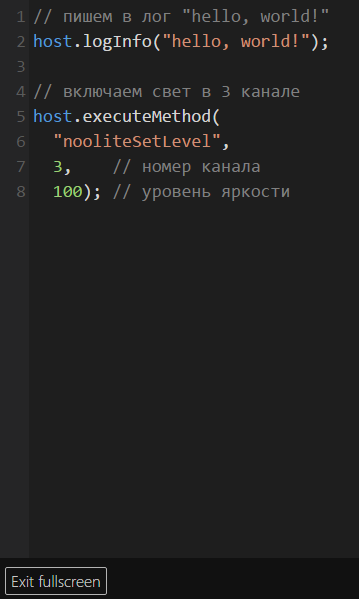 1 // пишем в лог "hello, world!"
2 host.logInfo("hello, world!");
3
4 // включаем свет в 3 канале
5 host.executeMethod(
6 "nooliteSetLevel",
7 3, // номер канала
8 100); // уровень яркости
Exit fullscreen